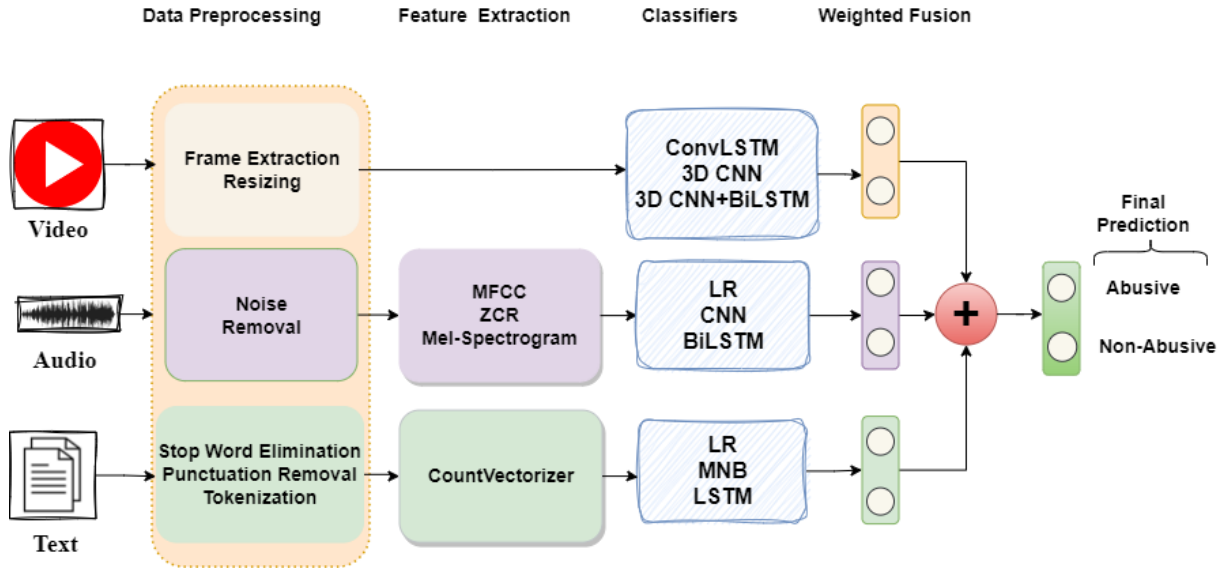 Data Preprocessing
Feature Extraction
Classifiers
Weighted Fusion
Video
Frame Extraction
Resizing
ConvLSTM
3D CNN
3D CNN+BiLSTM
Audio
Noise
Removal
MFCC
ZCR
Mel-Spectrogram
LR
CNN
BiLSTM
Text
Stop Word Elimination
Punctuation Removal
Tokenization
CountVectorizer
LR
MNB
LSTM
+
Final
Prediction
Abusive
Non-Abusive